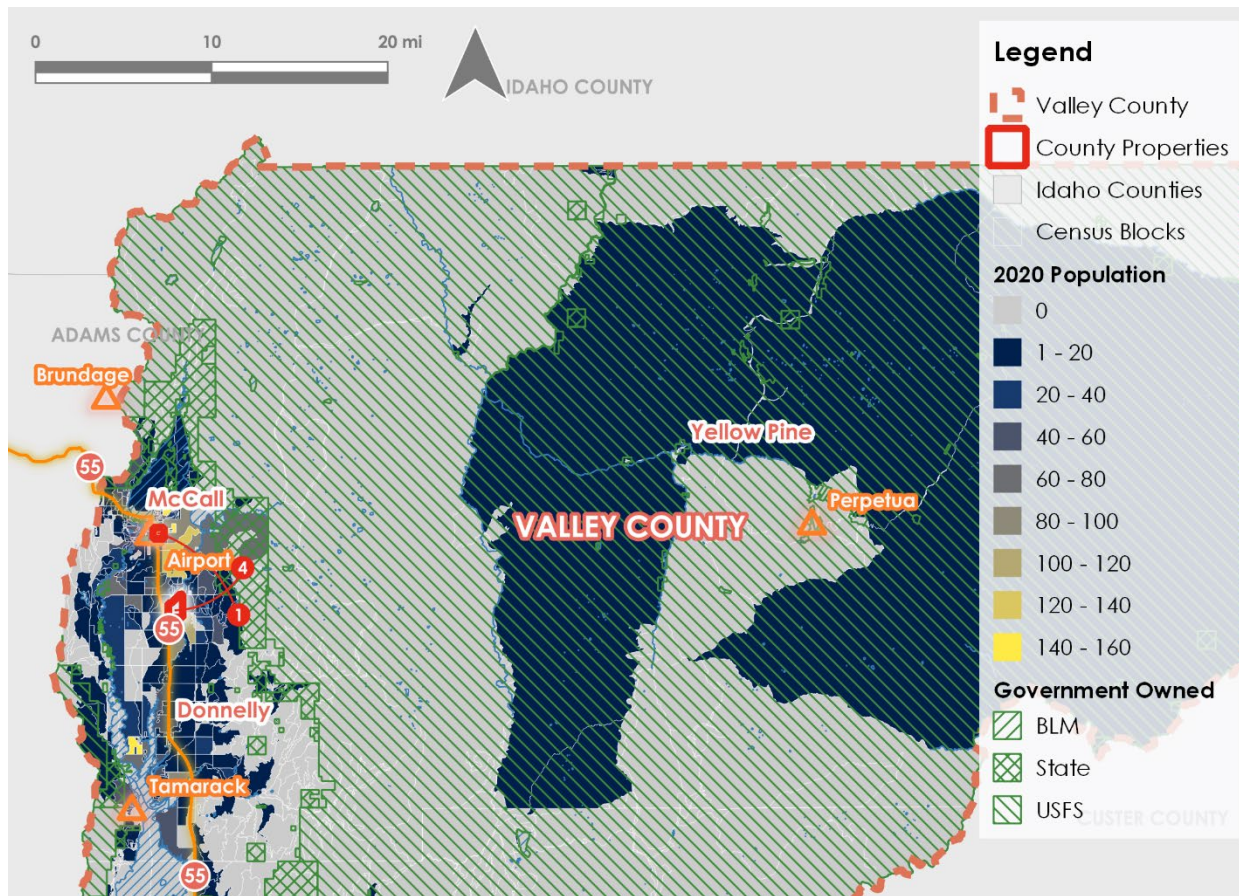 0 10 20 mi
IDAHO COUNTY
ADAMS COUNTY
Brundage
55
McCall
Airport
4
1
55
Donnelly
Tamarack
55
Yellow Pine
VALLEY COUNTY
Perpetua
Legend
Valley County
County Properties
Idaho Counties
Census Blocks
2020 Population
0
1 - 20
20 - 40
40 - 60
60 - 80
80 - 100
100 - 120
120 - 140
140 - 160
Government Owned
BLM
State
USFS
CUSTER COUNTY